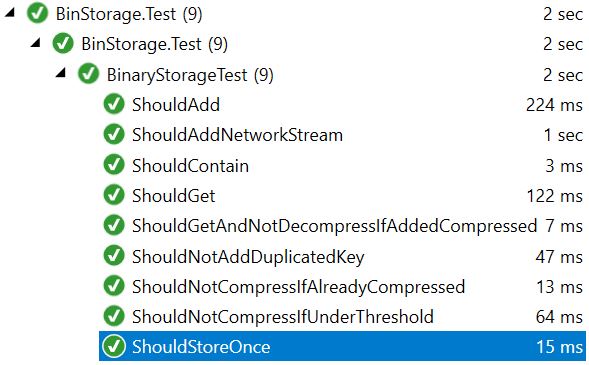 BinStorage.Test (9) 2 sec
BinStorage.Test (9) 2 sec
BinaryStorageTest (9) 2 sec
ShouldAdd 224 ms
ShouldAddNetworkStream 1 sec
ShouldContain 3 ms
ShouldGet 122 ms
ShouldGetAndNotDecompressIfAddedCompressed 7 ms
ShouldNotAddDuplicatedKey 47 ms
ShouldNotCompressIfAlreadyCompressed 13 ms
ShouldNotCompressIfUnderThreshold 64 ms
ShouldStoreOnce 15 ms